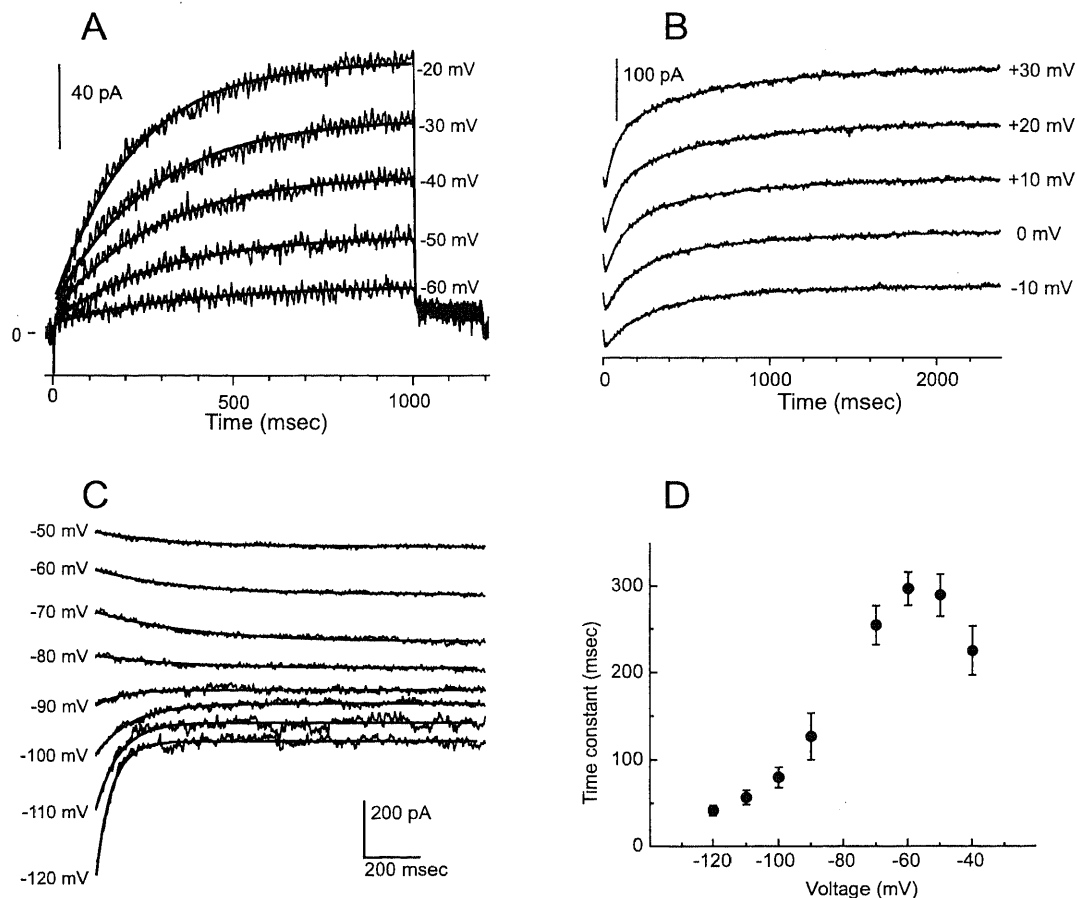 A
40 pA
-20 mV
-30 mV
-40 mV
-50 mV
-60 mV
0
0 500 1000
Time (msec)
B
100 pA
+30 mV
+20 mV
+10 mV
0 mV
-10 mV
0 1000 2000
Time (msec)
C
-50 mV
-60 mV
-70 mV
-80 mV
-90 mV
-100 mV
-110 mV
-120 mV
200 pA
200 msec
D
Time constant (msec)
300
200
100
0
-120 -100 -80 -60 -40
Voltage (mV)